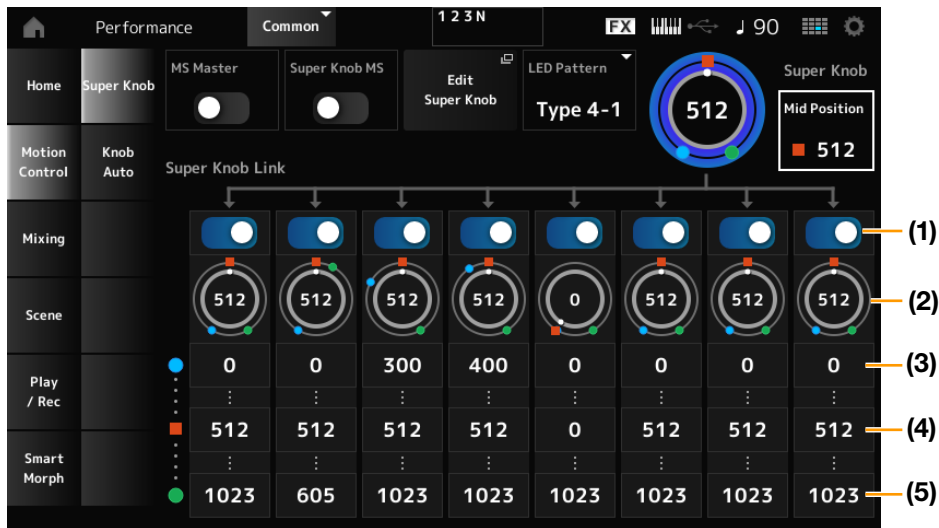 Performance
Common
1 2 3 N
FX
♩ 90
Home
Super Knob
MS Master
Super Knob MS
Edit
Super Knob
LED Pattern
Type 4-1
512
Super Knob
Mid Position
512
Motion
Control
Knob
Auto
Super Knob Link
Mixing
(1)
Scene
512 512 512 512 0 512 512 512 (2)
0 0 300 400 0 0 0 0 (3)
Play
/ Rec
512 512 512 512 0 512 512 512 (4)
Smart
Morph
1023 605 1023 1023 1023 1023 1023 1023 (5)